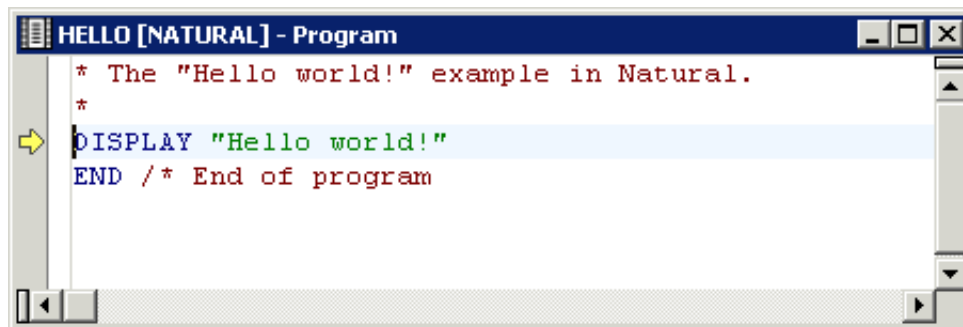 HELLO [NATURAL] - Program
* The "Hello world!" example in Natural.
*
DISPLAY "Hello world!"
END /* End of program